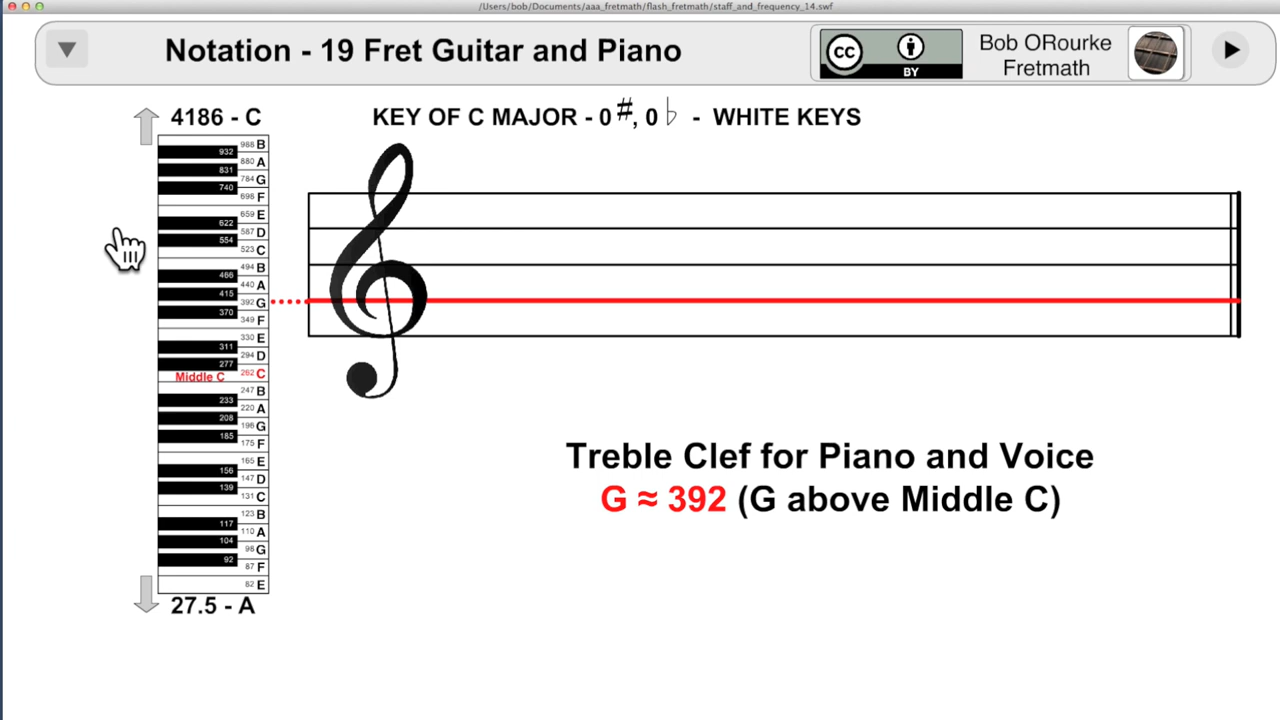 /Users/bob/Documents/aaa_fretmath/flash_fretmath/staff_and_frequency_14.swf
Notation - 19 Fret Guitar and Piano
CC
BY
Bob ORourke
Fretmath
4186 - C
KEY OF C MAJOR - 0 #, 0 ♭ - WHITE KEYS
988 B
932
880 A
831
784 G
740
698 F
659 E
622
587 D
554
523 C
494 B
466
440 A
415
392 G
370
349 F
330 E
311
294 D
277
Middle C 262 C
247 B
233
220 A
208
196 G
185
175 F
165 E
156
147 D
139
131 C
123 B
117
110 A
104
98 G
92
87 F
82 E
27.5 - A
Treble Clef for Piano and Voice
G ≈ 392 (G above Middle C)